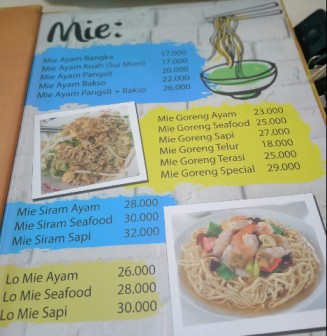 Mie:
Mie Ayam Bangka 17.000
Mie Ayam Kuah (Sui Mien) 17.000
Mie Ayam Pangsit 20.000
Mie Ayam Bakso 22.000
Mie Ayam Pangsit + Bakso 26.000
Mie Goreng Ayam 23.000
Mie Goreng Seafood 25.000
Mie Goreng Sapi 27.000
Mie Goreng Telur 18.000
Mie Goreng Terasi 25.000
Mie Goreng Special 29.000
Mie Siram Ayam 28.000
Mie Siram Seafood 30.000
Mie Siram Sapi 32.000
Lo Mie Ayam 26.000
Lo Mie Seafood 28.000
Lo Mie Sapi 30.000